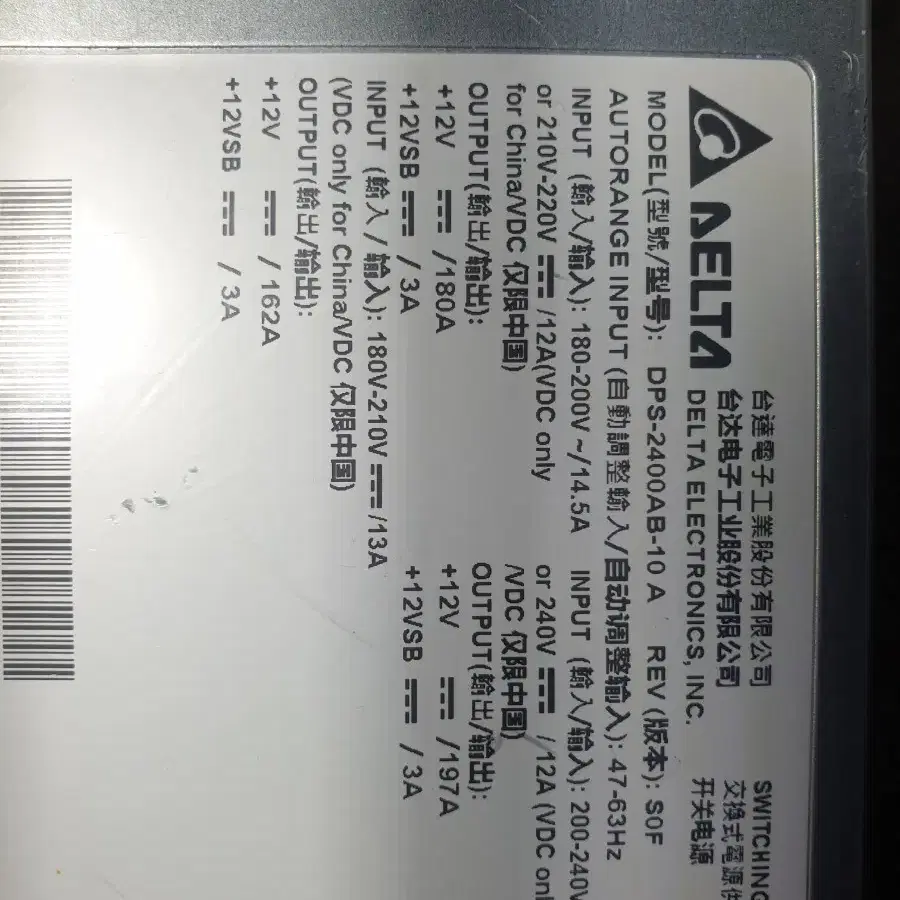 DELTA
台達電子工業股份有限公司
台达电子工业股份有限公司
DELTA ELECTRONICS, INC.
SWITCHING
交換式電源供
开关电源
MODEL(型號/型号): DPS-2400AB-10 A REV (版本): S0F
AUTORANGE INPUT (自動調整輸入/自动调整输入): 47-63Hz
INPUT (輸入/输入): 180-200V~/14.5A
or 210V-220V ⎓ /12A(VDC only
for China/VDC 仅限中国)
OUTPUT(輸出/输出):
+12V ⎓ /180A
+12VSB ⎓ / 3A
INPUT (輸入/输入): 180V-210V ⎓ /13A
(VDC only for China/VDC 仅限中国)
OUTPUT(輸出/输出):
+12V ⎓ / 162A
+12VSB ⎓ / 3A
INPUT (輸入/输入): 200-240V
or 240V ⎓ / 12A (VDC onl
/VDC 仅限中国)
OUTPUT(輸出/输出):
+12V ⎓ /197A
+12VSB ⎓ / 3A